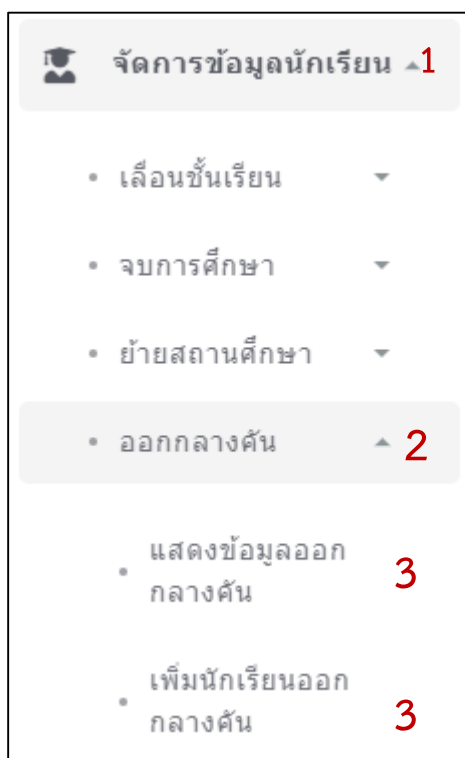 จัดการข้อมูลนักเรียน 1
เลื่อนชั้นเรียน
จบการศึกษา
ย้ายสถานศึกษา
ออกกลางคัน 2
แสดงข้อมูลออก
กลางคัน 3
เพิ่มนักเรียนออก
กลางคัน 3